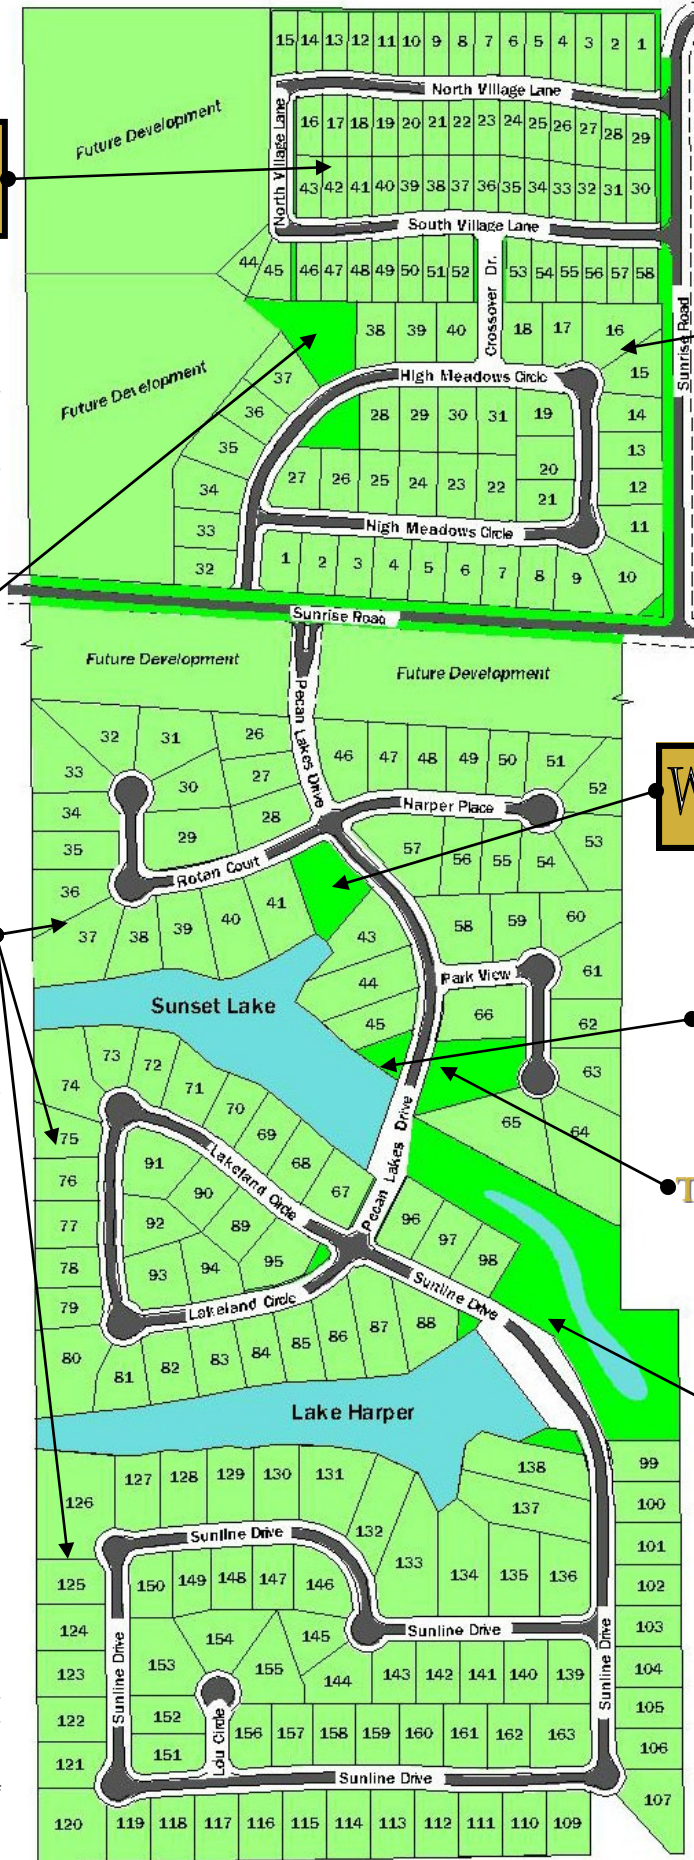 15 14 13 12 11 10 9 8 7 6 5 4 3 2 1
North Village Lane
Future Development
North Village Lane
16 17 18 19 20 21 22 23 24 25 26 27 28 29
43 42 41 40 39 38 37 36 35 34 33 32 31 30
South Village Lane
44 45 46 47 48 49 50 51 52 53 54 55 56 57 58
Crossover Dr.
Sunrise Road
38 39 40 18 17 16
15
Future Development
37
High Meadows Circle
36 28 29 30 31 19 14
35 13
34 27 26 25 24 23 22 20 12
21
33 High Meadows Circle 11
32 1 2 3 4 5 6 7 8 9 10
Sunrise Road
Future Development
Future Development
Pecan Lakes Drive
32 31 26 46 47 48 49 50 51
33 30 27 52
34 28 Harper Place
35 29 57 56 55 54 53
W
36 Rotan Court
37 38 39 40 41 43 58 59 60
44 Park View 61
Sunset Lake
45 66 62
73 72 63
74 71 70 65 64
75 69 68 67
Pecan Lakes Drive
T
76 91 90 Lakeland Circle
77 92 89 96 97 98
78 93 94 95
79 Lakeland Circle Sunline Drive
80 81 82 83 84 85 86 87 88
Lake Harper
99
126 127 128 129 130 131 138 100
137
132 133 134 135 136 101
Sunline Drive
125 150 149 148 147 146 102
124 154 145 Sunline Drive 103
Sunline Drive
Sunline Drive
123 153 155 144 143 142 141 140 139 104
122 152 105
Lou Circle
156 157 158 159 160 161 162 163
121 151 106
Sunline Drive
107
120 119 118 117 116 115 114 113 112 111 110 109